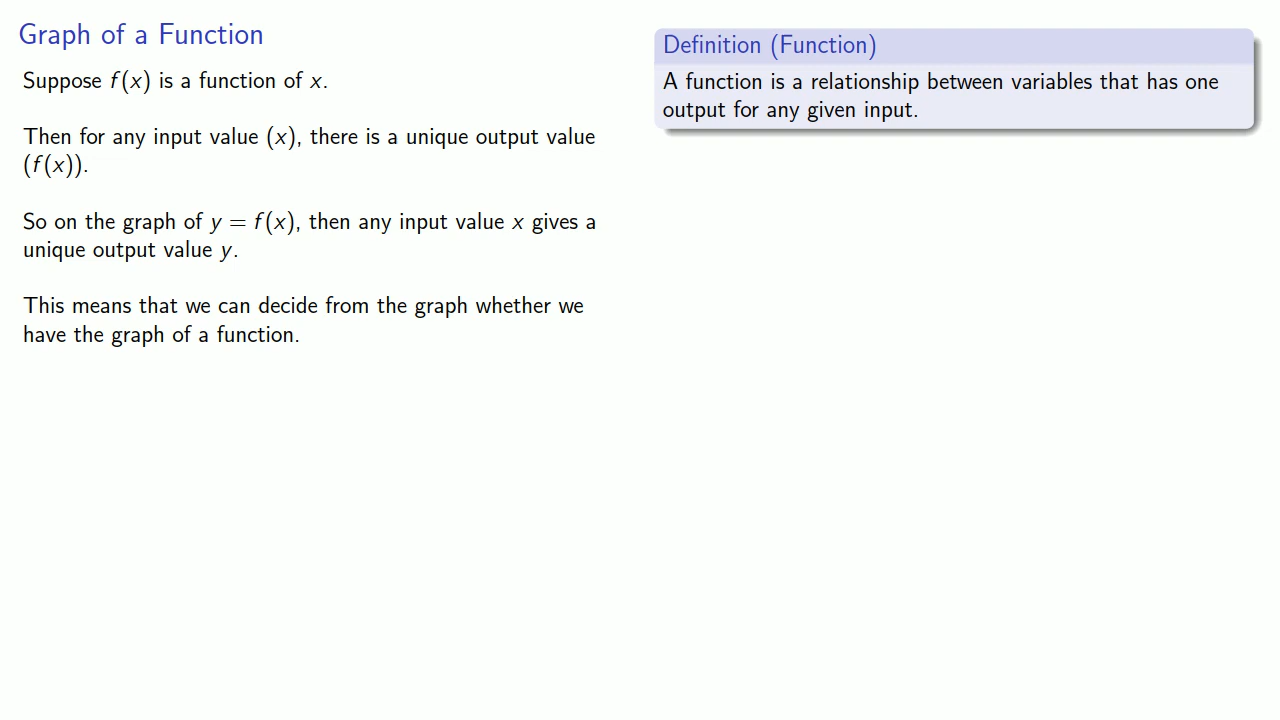 Graph of a Function
Suppose f(x) is a function of x.
Then for any input value (x), there is a unique output value
(f(x)).
So on the graph of y = f(x), then any input value x gives a
unique output value y.
This means that we can decide from the graph whether we
have the graph of a function.
Definition (Function)
A function is a relationship between variables that has one
output for any given input.